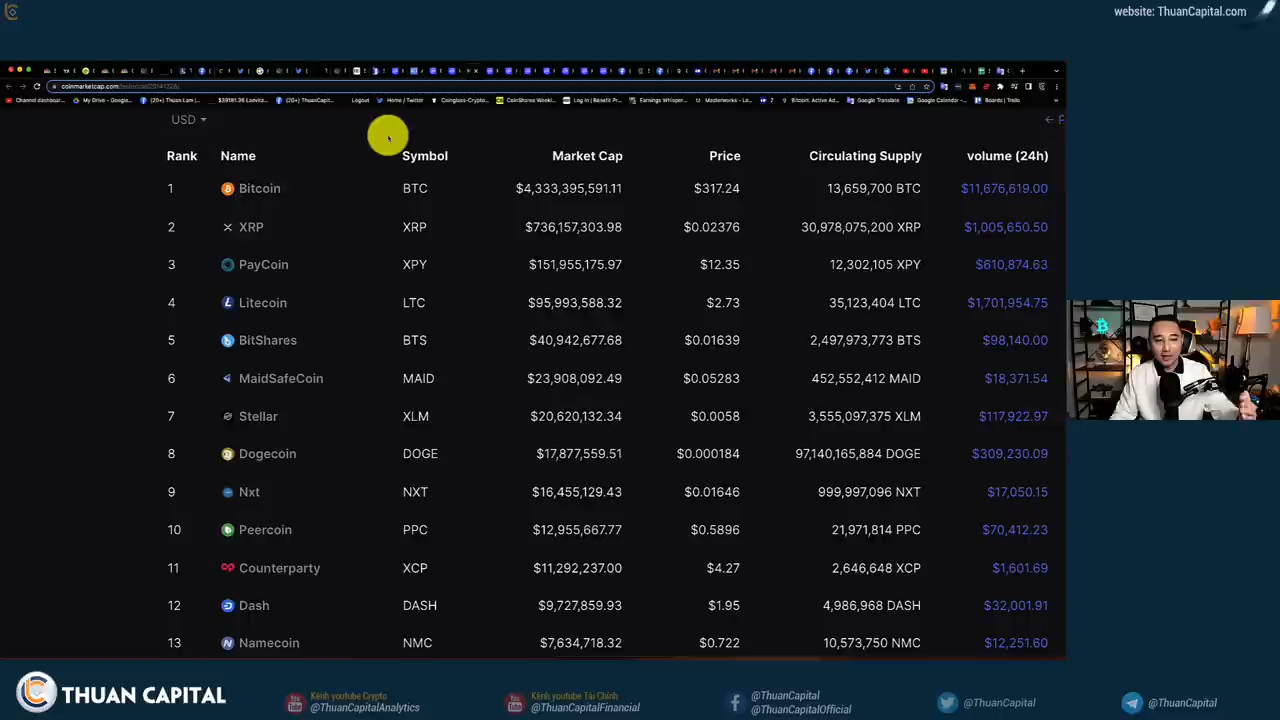 website: ThuanCapital.com
USD
Rank Name Symbol Market Cap Price Circulating Supply volume (24h)
1 Bitcoin BTC $4,333,395,591.11 $317.24 13,659,700 BTC $11,676,619.00
2 XRP XRP $736,157,303.98 $0.02376 30,978,075,200 XRP $1,005,650.50
3 PayCoin XPY $151,955,175.97 $12.35 12,302,105 XPY $610,874.63
4 Litecoin LTC $95,993,588.32 $2.73 35,123,404 LTC $1,701,954.75
5 BitShares BTS $40,942,677.68 $0.01639 2,497,973,773 BTS $98,140.00
6 MaidSafeCoin MAID $23,908,092.49 $0.05283 452,552,412 MAID $18,371.54
7 Stellar XLM $20,620,132.34 $0.0058 3,555,097,375 XLM $117,922.97
8 Dogecoin DOGE $17,877,559.51 $0.000184 97,140,165,884 DOGE $309,230.09
9 Nxt NXT $16,455,129.43 $0.01646 999,997,096 NXT $17,050.15
10 Peercoin PPC $12,955,667.77 $0.5896 21,971,814 PPC $70,412.23
11 Counterparty XCP $11,292,237.00 $4.27 2,646,648 XCP $1,601.69
12 Dash DASH $9,727,859.93 $1.95 4,986,968 DASH $32,001.91
13 Namecoin NMC $7,634,718.32 $0.722 10,573,750 NMC $12,251.60
THUAN CAPITAL
Kênh youtube Crypto
@ThuanCapitalAnalytics
Kênh youtube Tài Chính
@ThuanCapitalFinancial
@ThuanCapital
@ThuanCapitalOfficial
@ThuanCapital
@ThuanCapital